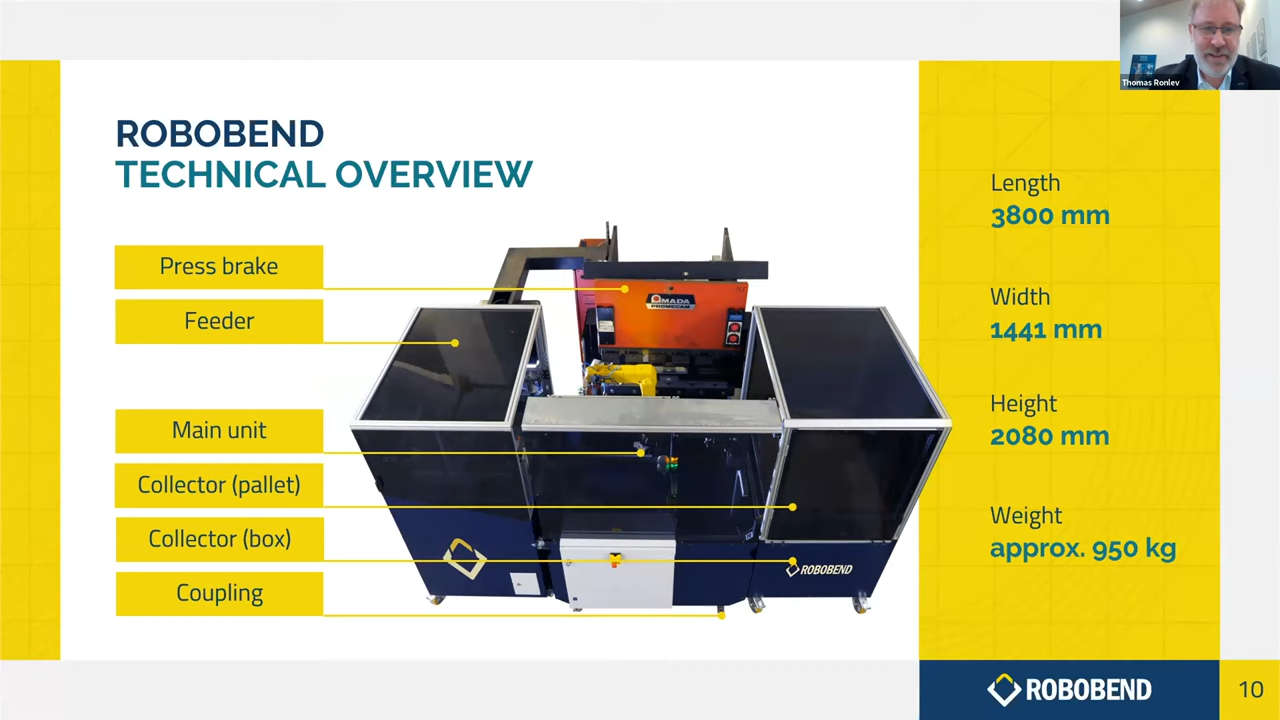 Thomas Ronlev
ROBOBEND
TECHNICAL OVERVIEW
Press brake
Feeder
Main unit
Collector (pallet)
Collector (box)
Coupling
AMADA
PROMECAM
ROBOBEND
Length
3800 mm
Width
1441 mm
Height
2080 mm
Weight
approx. 950 kg
ROBOBEND
10